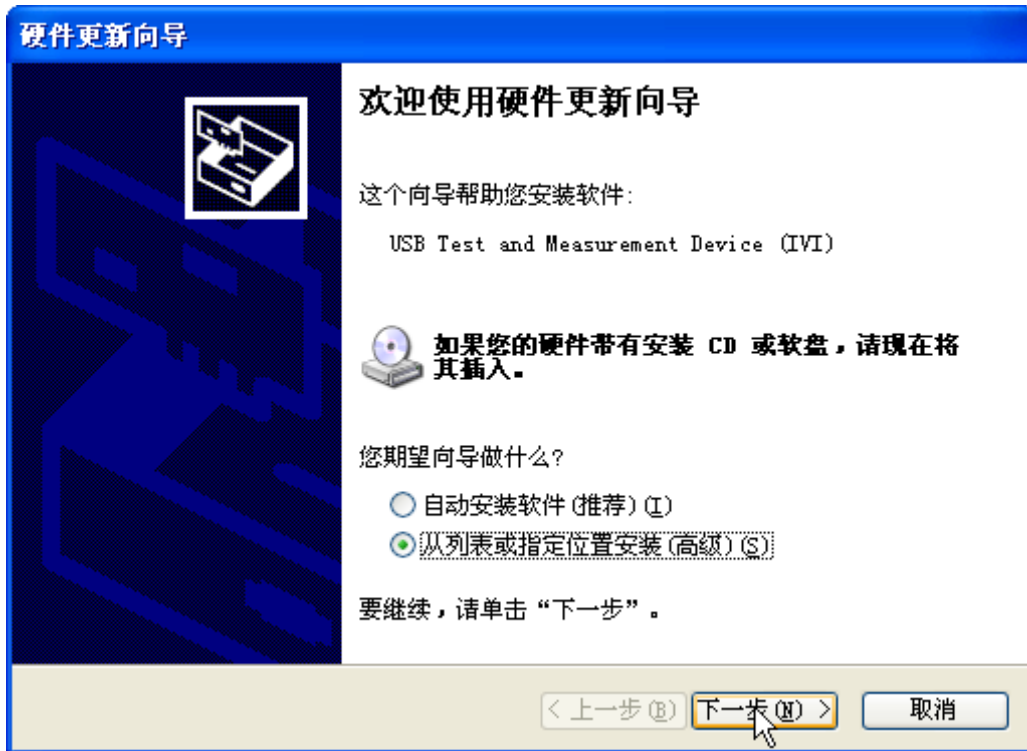 硬件更新向导
欢迎使用硬件更新向导
这个向导帮助您安装软件:
USB Test and Measurement Device (IVI)
如果您的硬件带有安装 CD 或软盘，请现在将
其插入。
您期望向导做什么?
自动安装软件(推荐)(I)
从列表或指定位置安装(高级)(S)
要继续，请单击“下一步”。
< 上一步(B)
下一步(N) >
取消